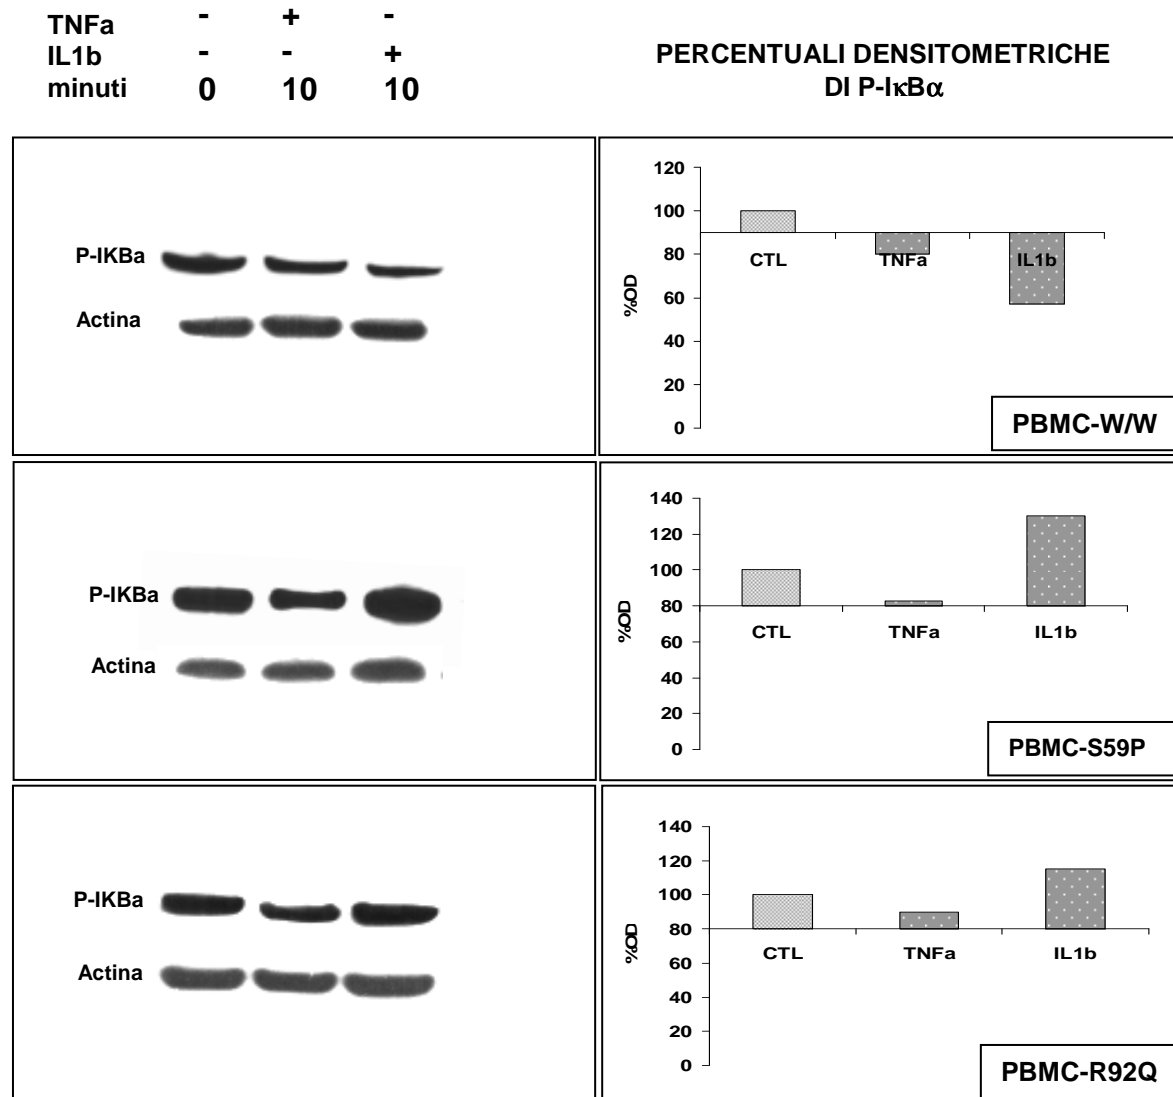 TNFa - + -
IL1b - - +
minuti 0 10 10
PERCENTUALI DENSITOMETRICHE
DI P-IκBα
P-IKBa
Actina
120
100
80
60
40
20
0
%OD
CTL TNFa IL1b
PBMC-W/W
P-IKBa
Actina
140
120
100
80
60
40
20
0
%OD
CTL TNFa IL1b
PBMC-S59P
P-IKBa
Actina
140
120
100
80
60
40
20
0
%OD
CTL TNFa IL1b
PBMC-R92Q